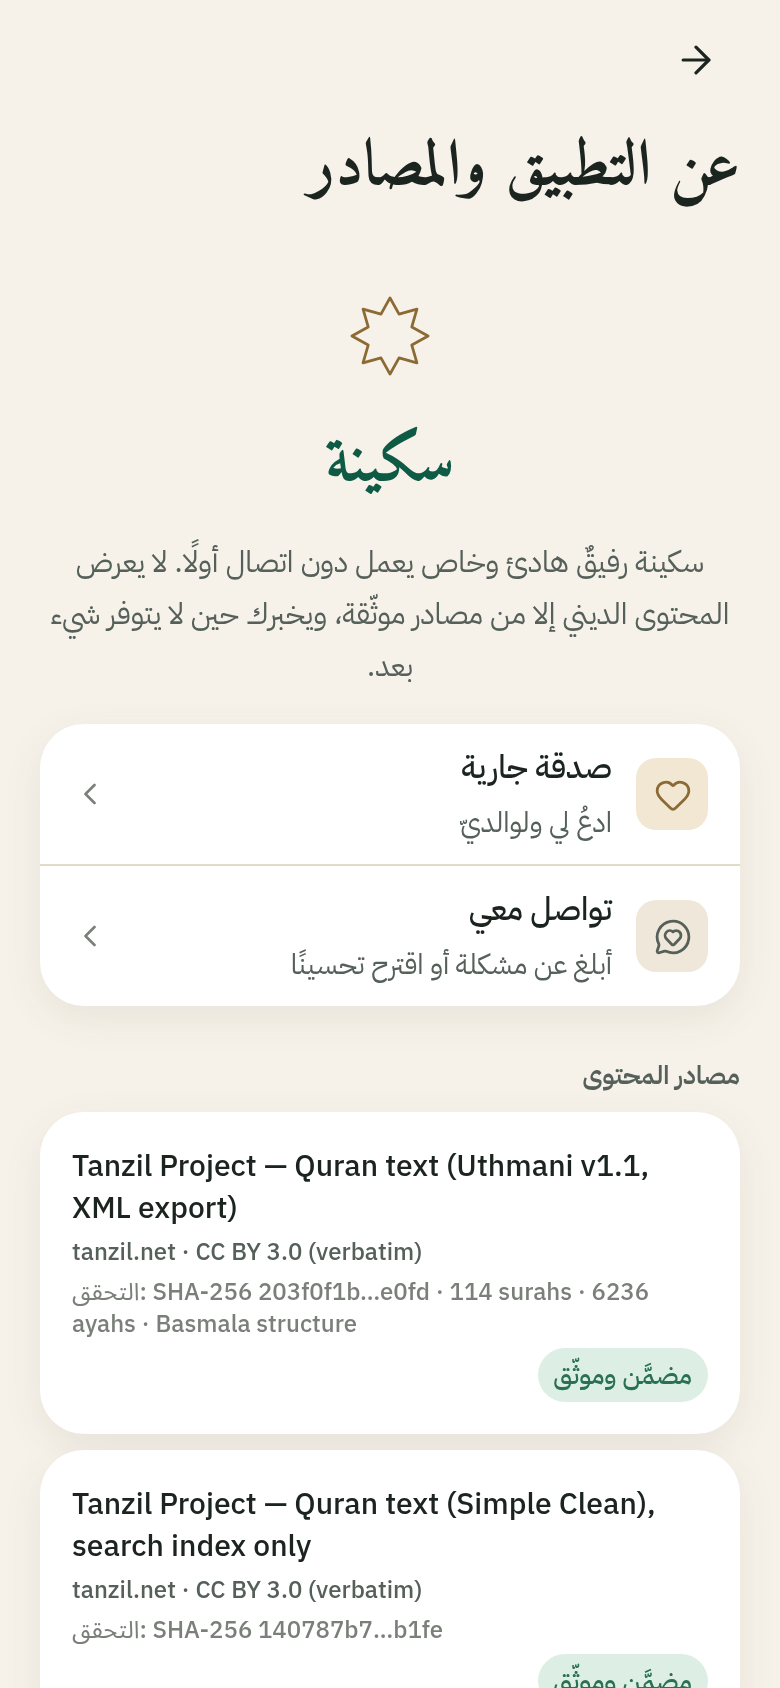 عن التطبيق والمصادر
سكينة
سكينة رفيقٌ هادئ وخاص يعمل دون اتصال أولًا. لا يعرض
المحتوى الديني إلا من مصادر موثّقة، ويخبرك حين لا يتوفر شيء
بعد.
صدقة جارية
ادعُ لي ولوالديّ
تواصل معي
أبلغ عن مشكلة أو اقترح تحسينًا
مصادر المحتوى
Tanzil Project — Quran text (Uthmani v1.1,
XML export)
tanzil.net · CC BY 3.0 (verbatim)
التحقق: SHA-256 203f0f1b…e0fd · 114 surahs · 6236
ayahs · Basmala structure
مضمَّن وموثّق
Tanzil Project — Quran text (Simple Clean),
search index only
tanzil.net · CC BY 3.0 (verbatim)
التحقق: SHA-256 140787b7…b1fe
مضمَّن وموثّق